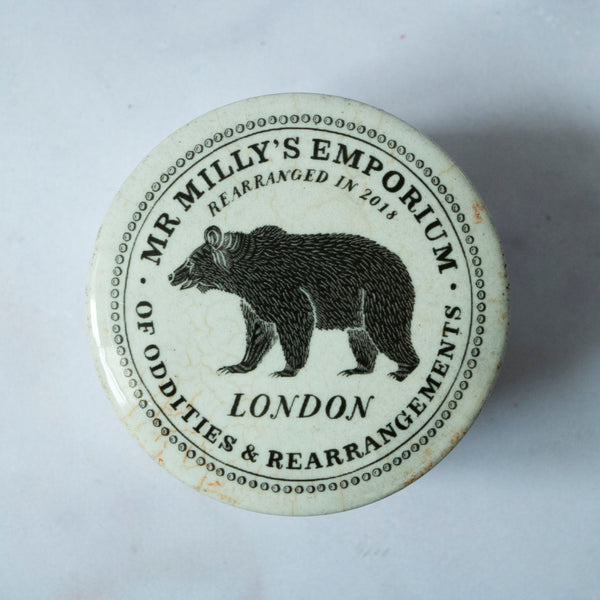 MR MILLY'S EMPORIUM
REARRANGED IN 2018
LONDON
· OF ODDITIES & REARRANGEMENTS ·